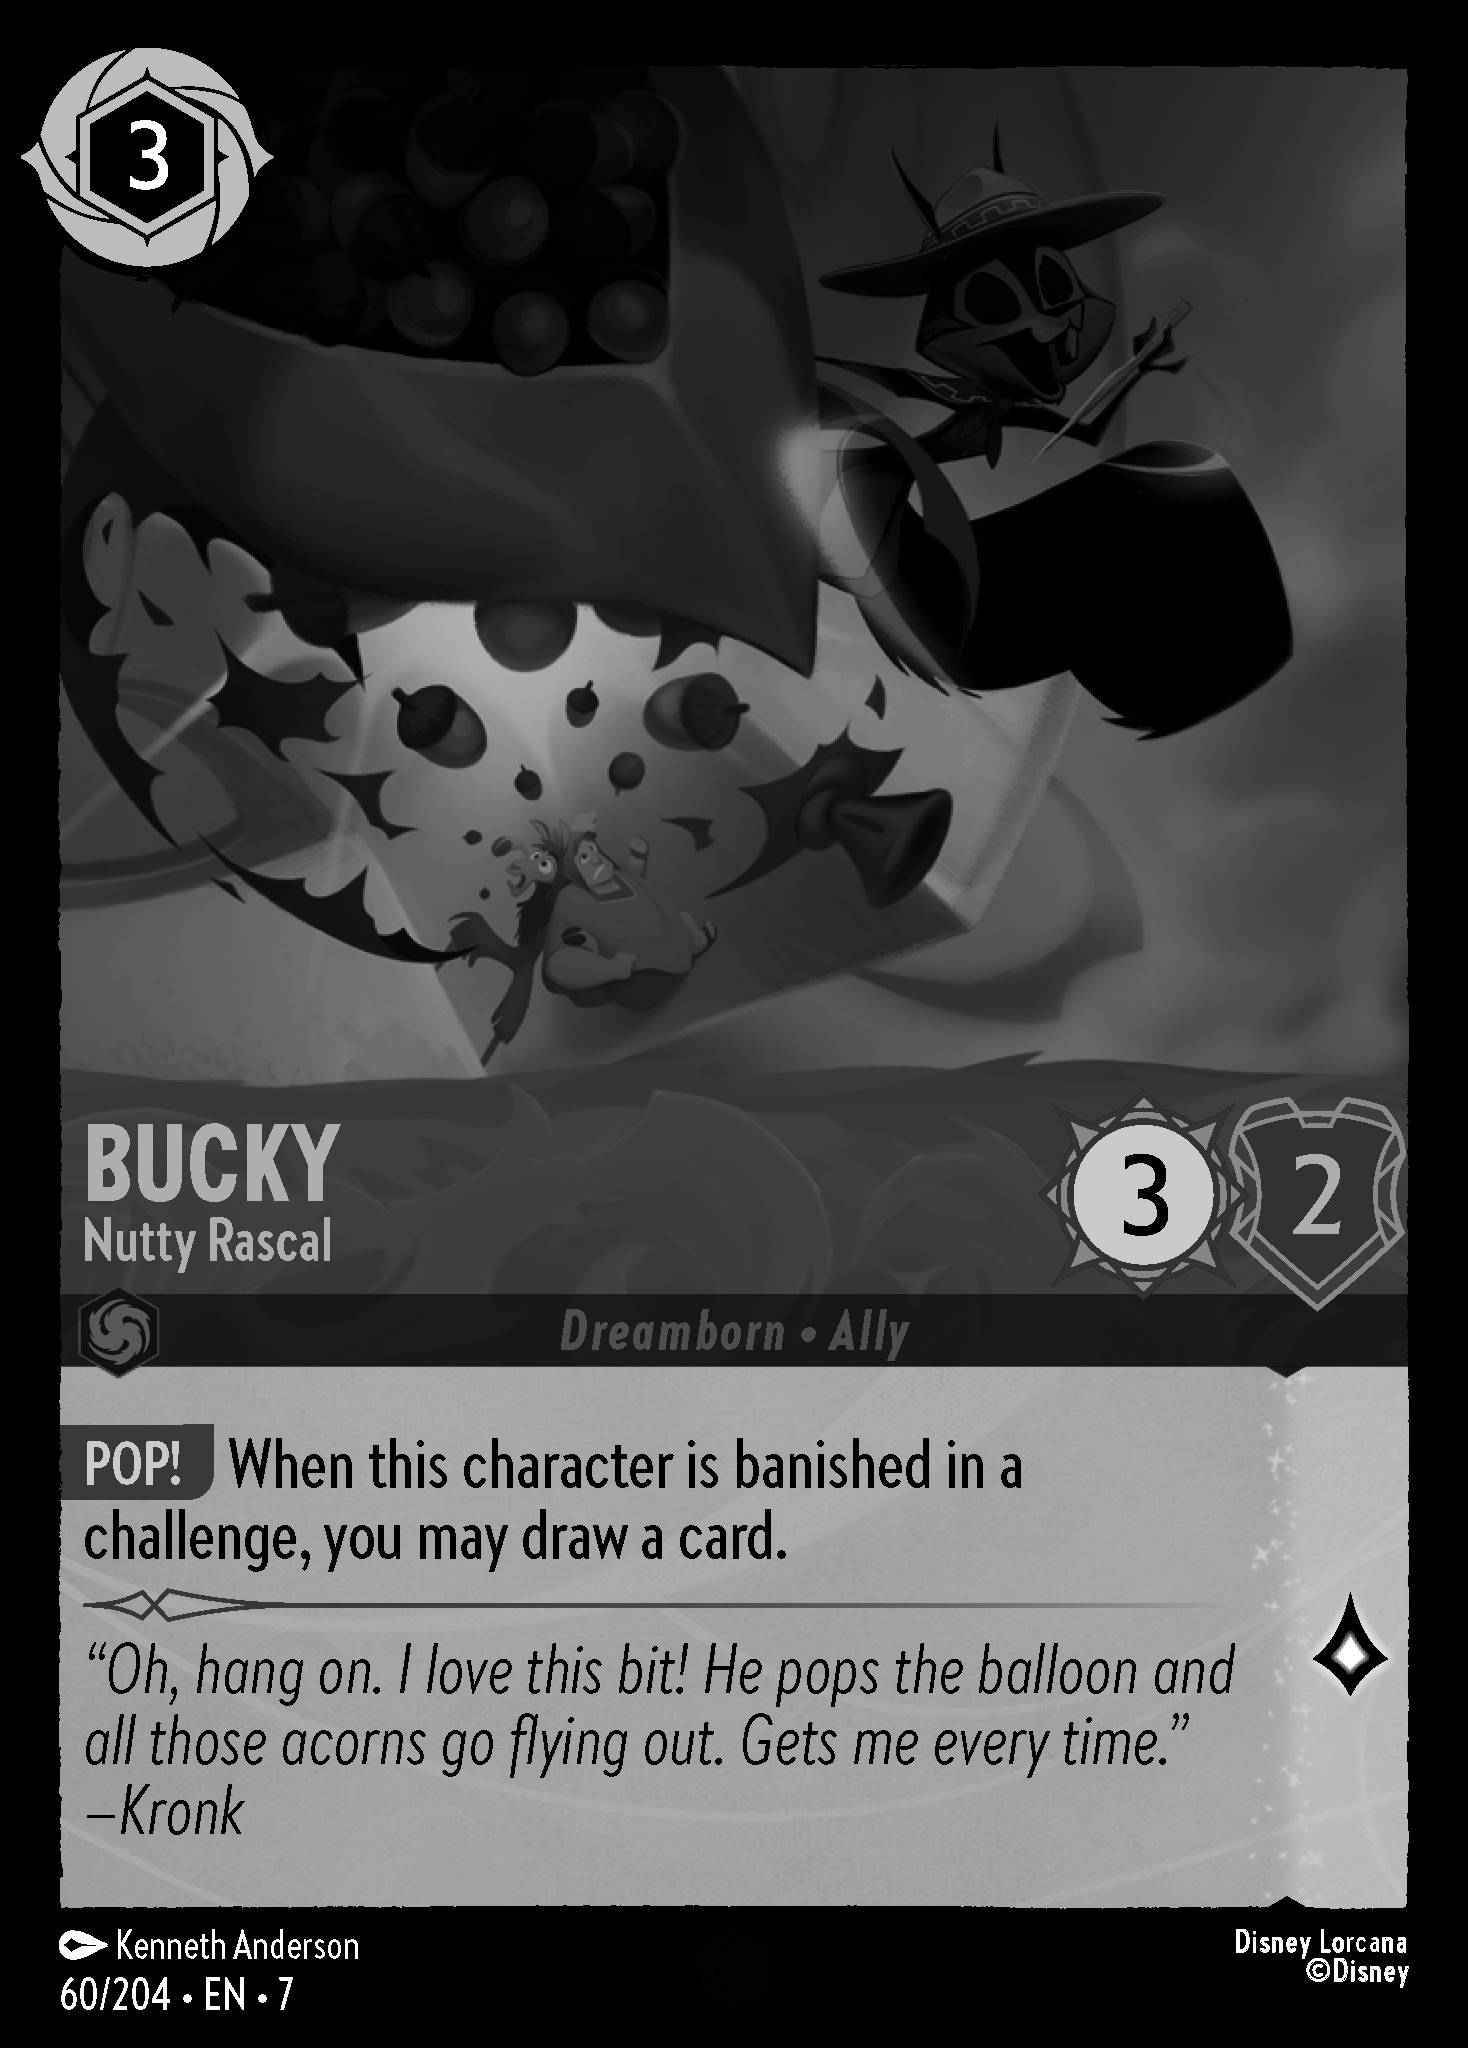 3
BUCKY
Nutty Rascal
3
2
Dreamborn • Ally
POP! When this character is banished in a
challenge, you may draw a card.
“Oh, hang on. I love this bit! He pops the balloon and
all those acorns go flying out. Gets me every time.”
—Kronk
Kenneth Anderson
60/204 • EN • 7
Disney Lorcana
©Disney